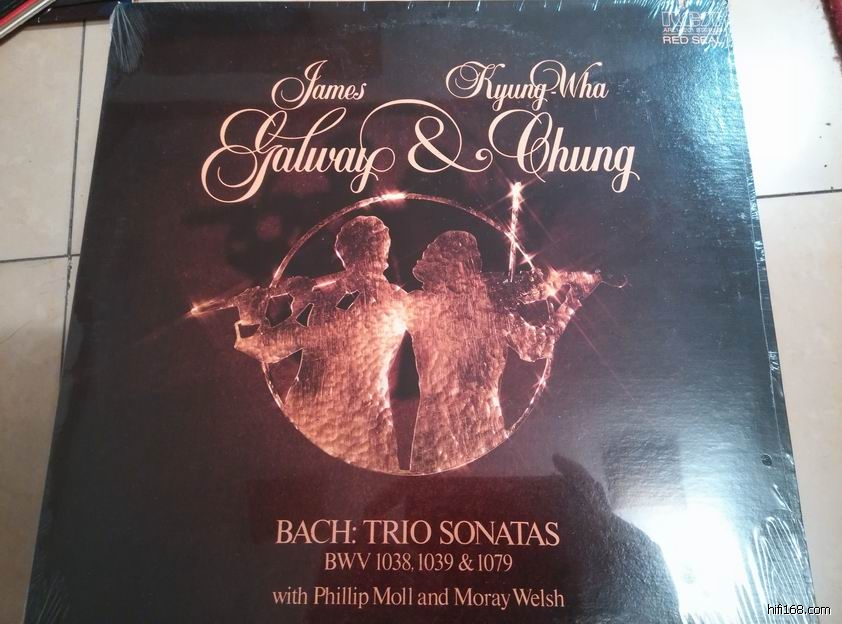 RCA
RED SEAL
James Kyung-Wha
Galway & Chung
BACH: TRIO SONATAS
BWV 1038, 1039 & 1079
with Phillip Moll and Moray Welsh
hifi168.com